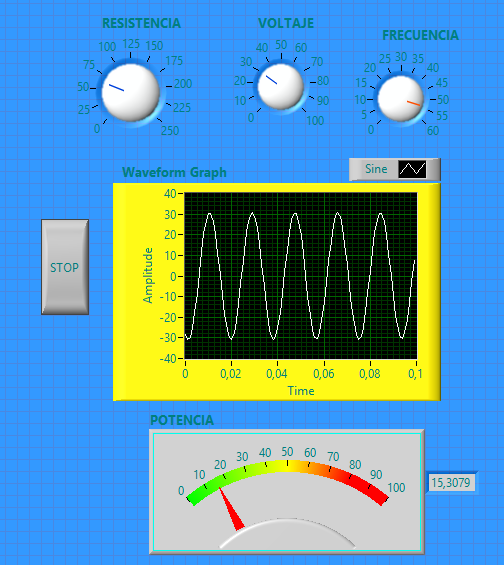 RESISTENCIA
0 25 50 75 100 125 150 175 200 225 250
VOLTAJE
0 10 20 30 40 50 60 70 80 90 100
FRECUENCIA
0 5 10 15 20 25 30 35 40 45 50 55 60
Sine
Waveform Graph
STOP
Amplitude
40
30
20
10
0
-10
-20
-30
-40
0 0,02 0,04 0,06 0,08 0,1
Time
POTENCIA
0 10 20 30 40 50 60 70 80 90 100
15,3079